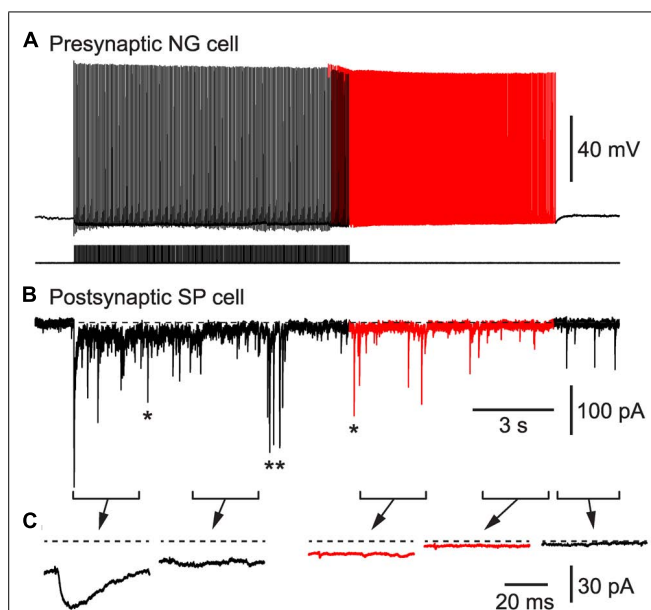 A Presynaptic NG cell
40 mV
B Postsynaptic SP cell
*
**
*
3 s
100 pA
C
20 ms
30 pA